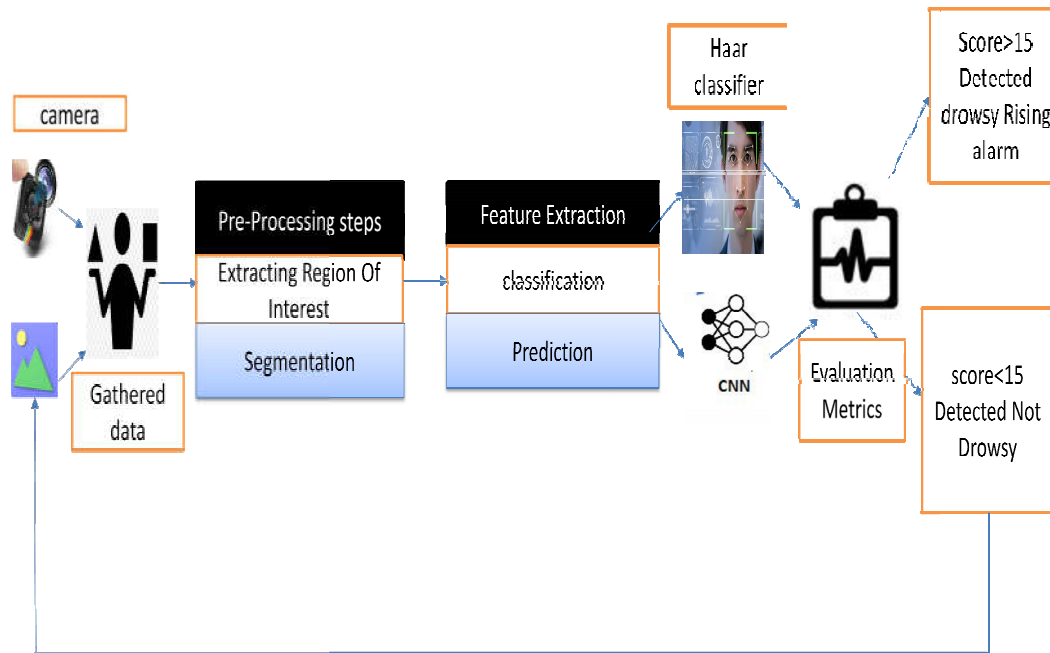 camera
Gathered
data
Pre-Processing steps
Extracting Region Of
Interest
Segmentation
Feature Extraction
classification
Prediction
Haar
classifier
CNN
Evaluation
Metrics
Score>15
Detected
drowsy Rising
alarm
score<15
Detected Not
Drowsy